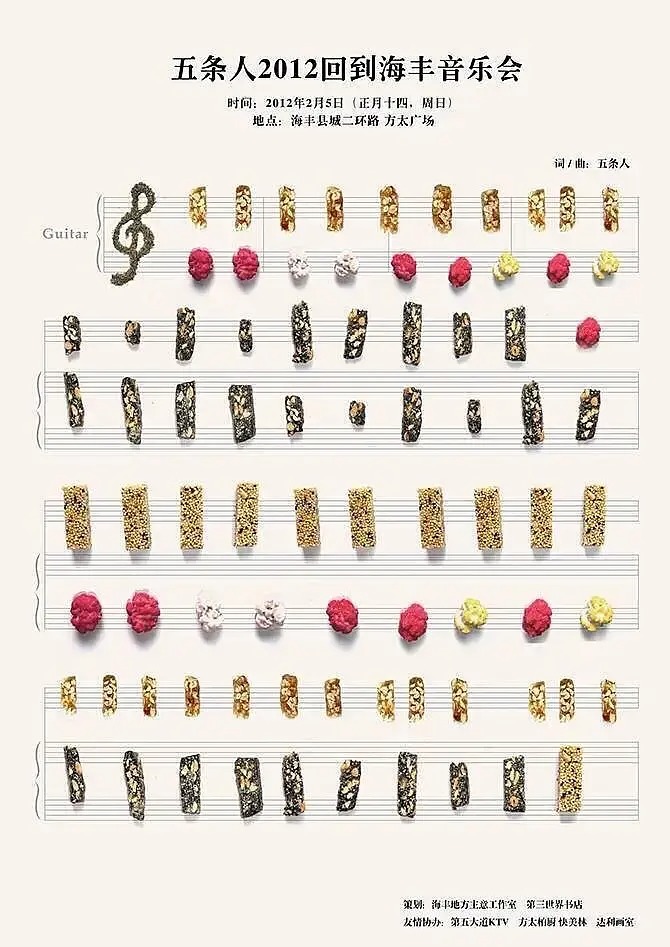 五条人2012回到海丰音乐会
时间：2012年2月5日（正月十四，周日）
地点：海丰县城二环路 方太广场
词 / 曲：五条人
Guitar
策划：海丰地方主意工作室　第三世界书店
友情协办：第五大道KTV　方太柏厨 快美林　达利画室